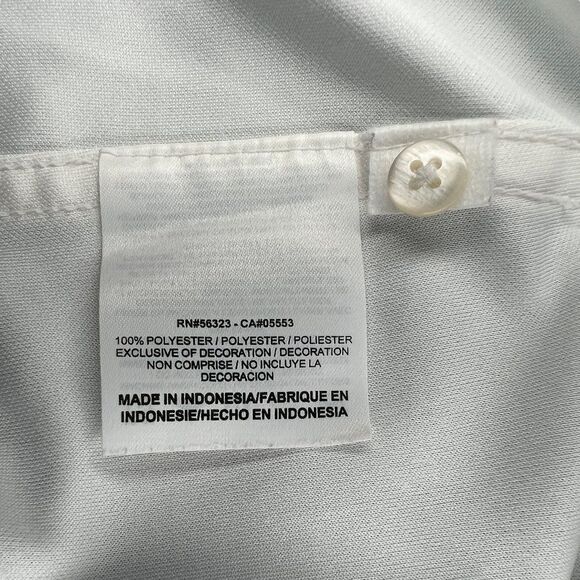 RN#56323 - CA#05553
100% POLYESTER / POLYESTER / POLIESTER
EXCLUSIVE OF DECORATION / DECORATION
NON COMPRISE / NO INCLUYE LA
DECORACION
MADE IN INDONESIA/FABRIQUE EN
INDONESIE/HECHO EN INDONESIA